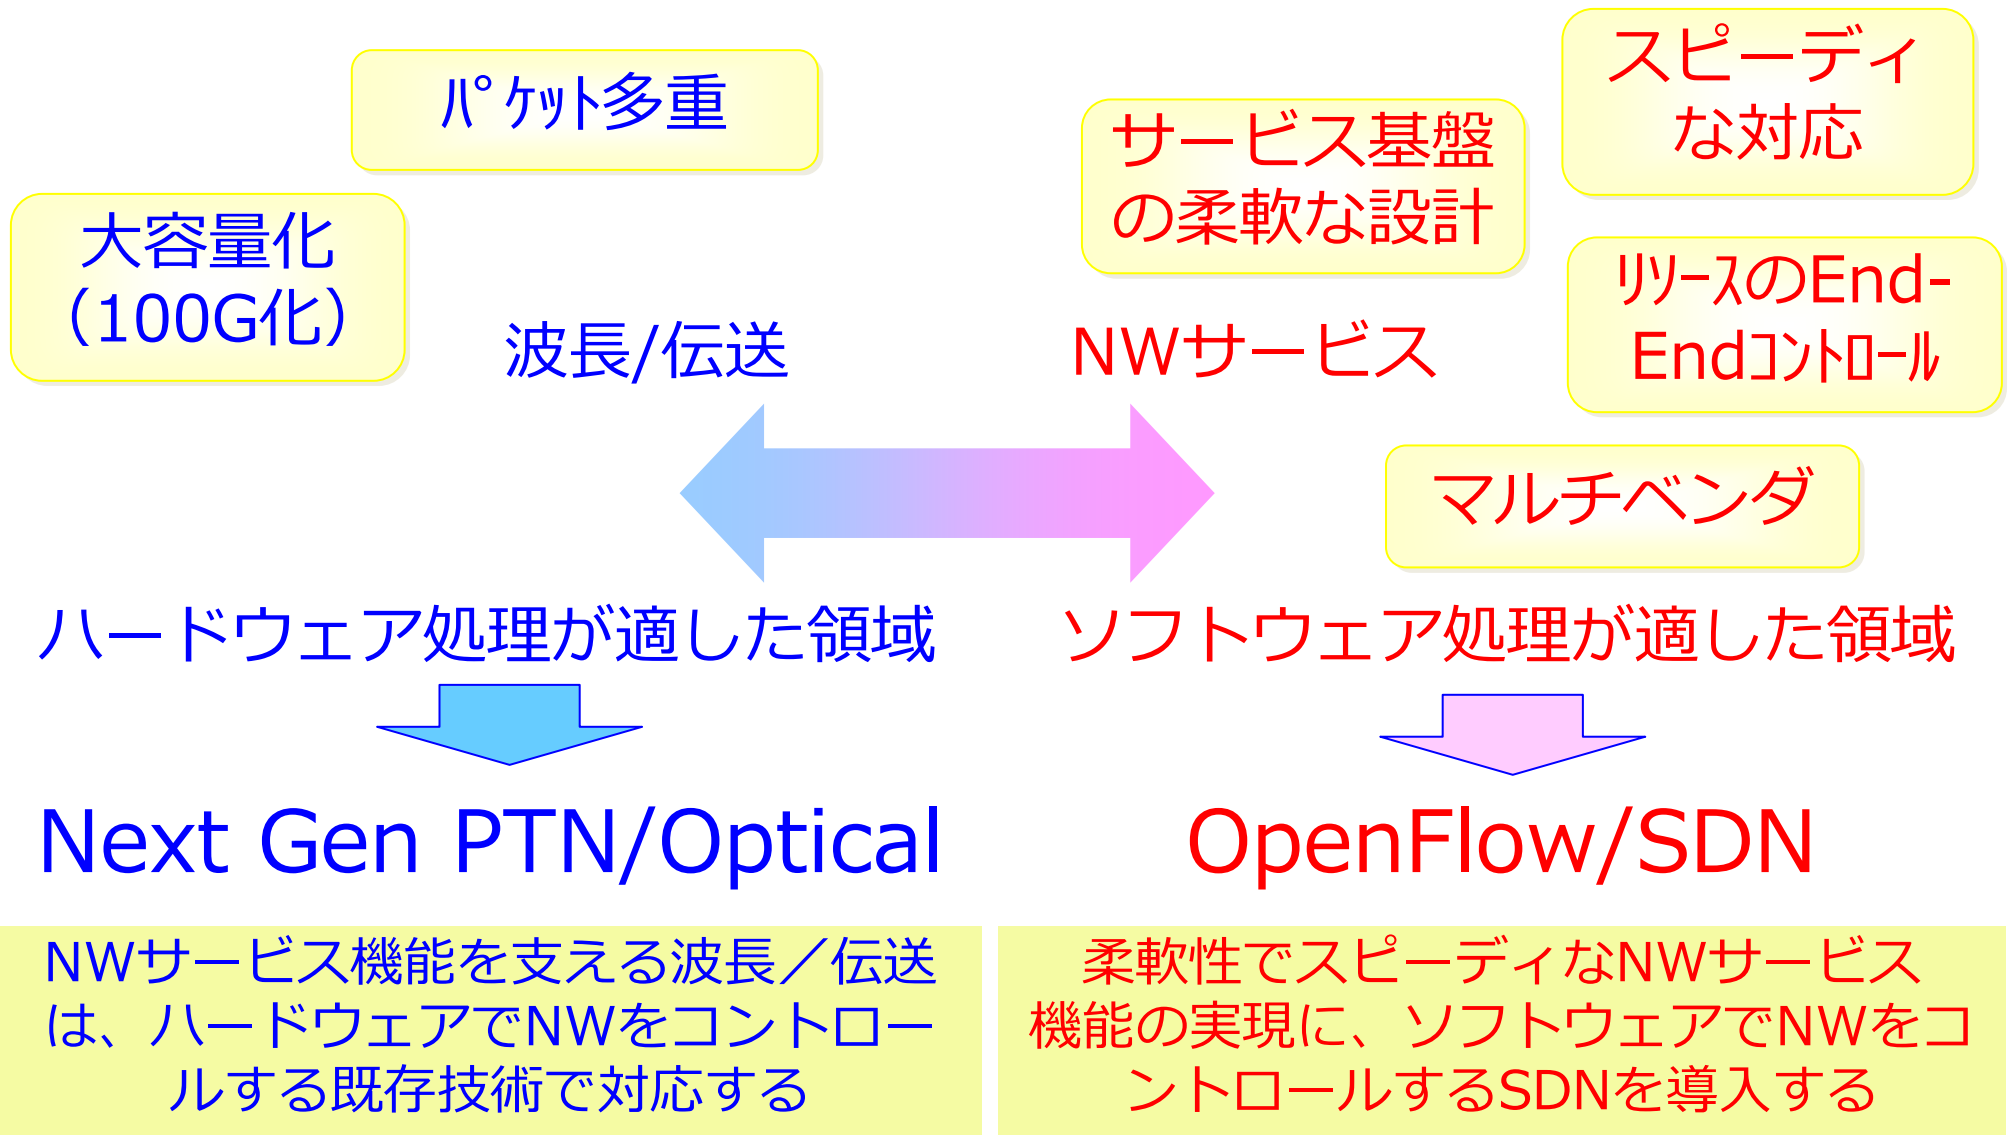 ﾊﾟｹｯﾄ多重
大容量化
（100G化）
波長/伝送
スピーディ
な対応
サービス基盤
の柔軟な設計
ﾘｿｰｽのEnd-
Endｺﾝﾄﾛｰﾙ
NWサービス
マルチベンダ
ハードウェア処理が適した領域
ソフトウェア処理が適した領域
Next Gen PTN/Optical
OpenFlow/SDN
NWサービス機能を支える波長／伝送
は、ハードウェアでNWをコントロー
ルする既存技術で対応する
柔軟性でスピーディなNWサービス
機能の実現に、ソフトウェアでNWをコ
ントロールするSDNを導入する